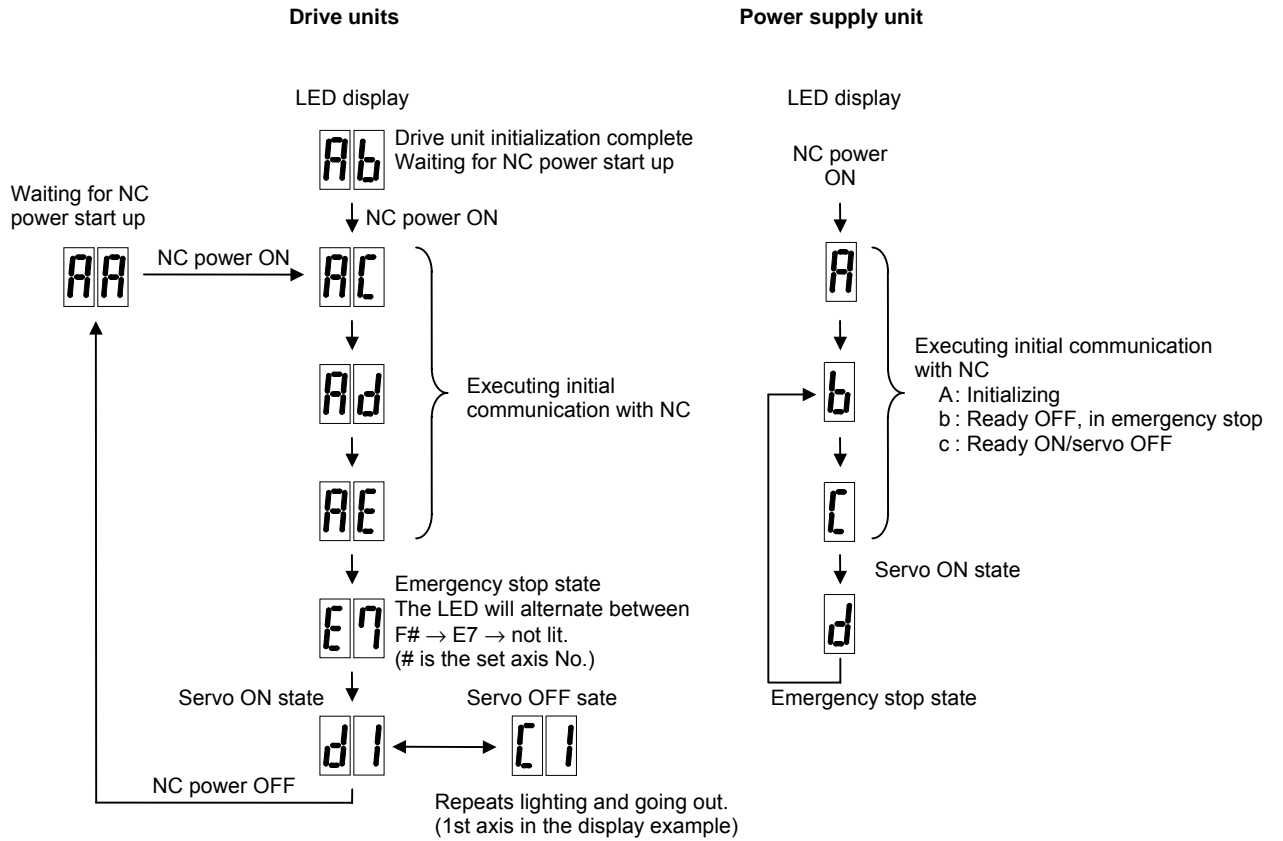 Drive units
LED display
Ab
Drive unit initialization complete
Waiting for NC power start up
NC power ON
Waiting for NC
power start up
AA
NC power ON
AC
Ad
AE
Executing initial
communication with NC
E7
Emergency stop state
The LED will alternate between
F# → E7 → not lit.
(# is the set axis No.)
Servo ON state
d1
Servo OFF sate
C1
NC power OFF
Repeats lighting and going out.
(1st axis in the display example)
Power supply unit
LED display
NC power
ON
A
b
C
Executing initial communication
with NC
A: Initializing
b : Ready OFF, in emergency stop
c : Ready ON/servo OFF
Servo ON state
d
Emergency stop state